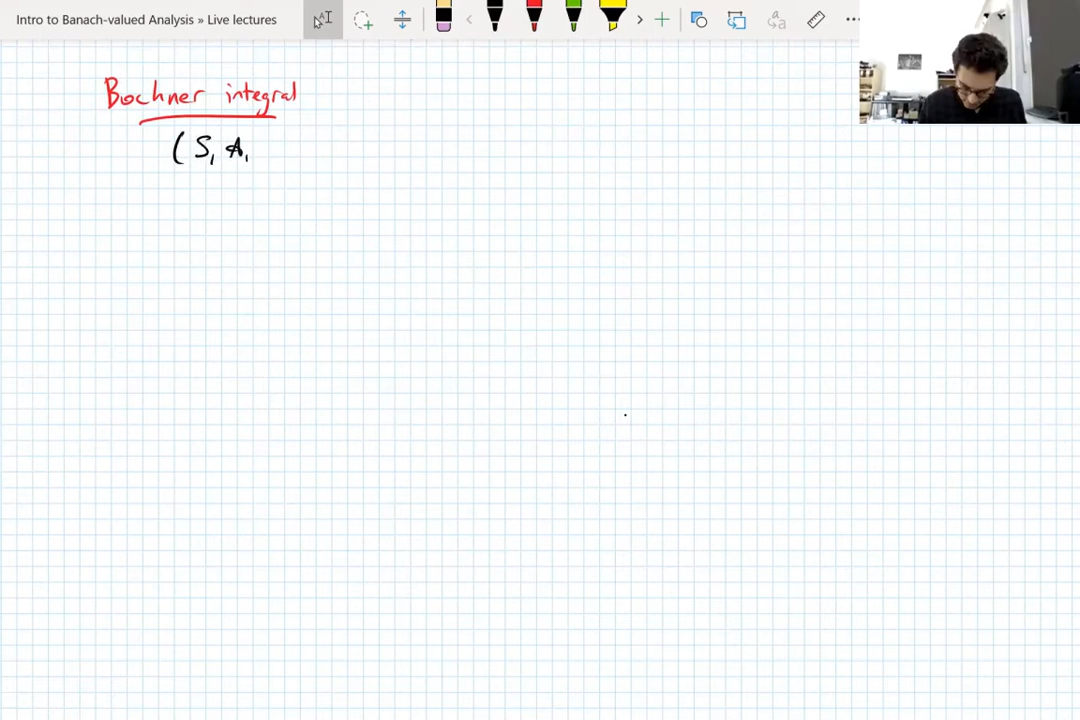 Intro to Banach-valued Analysis » Live lectures
Bochner integral
(S, A,